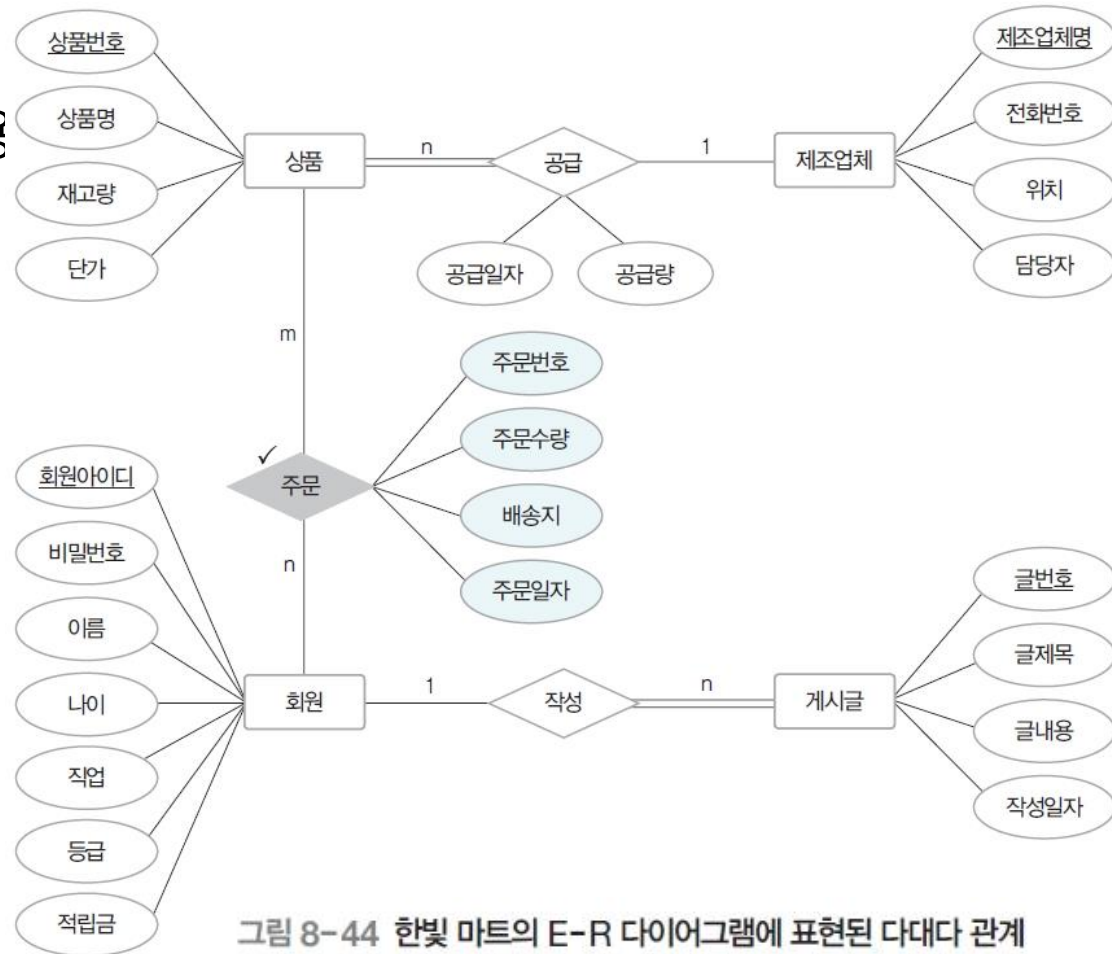 상품번호
상품명
재고량
단가
상품
n
공급
1
제조업체
제조업체명
전화번호
위치
담당자
공급일자
공급량
m
주문
n
주문번호
주문수량
배송지
주문일자
회원아이디
비밀번호
이름
나이
직업
등급
적립금
회원
1
작성
n
게시글
글번호
글제목
글내용
작성일자
그림 8-44 한빛 마트의 E-R 다이어그램에 표현된 다대다 관계